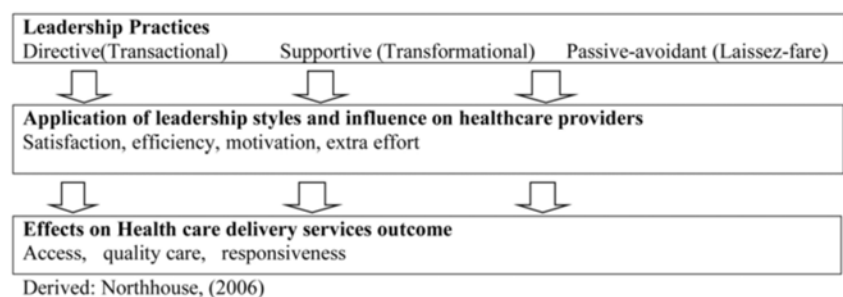 Leadership Practices
Directive(Transactional) Supportive (Transformational) Passive-avoidant (Laissez-fare)
Application of leadership styles and influence on healthcare providers
Satisfaction, efficiency, motivation, extra effort
Effects on Health care delivery services outcome
Access, quality care, responsiveness
Derived: Northhouse, (2006)